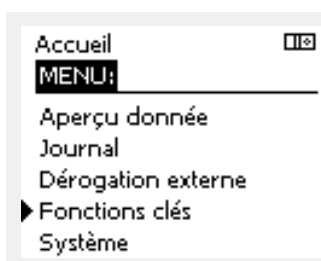 Accueil
MENU:
Aperçu donnée
Journal
Dérogation externe
Fonctions clés
Système